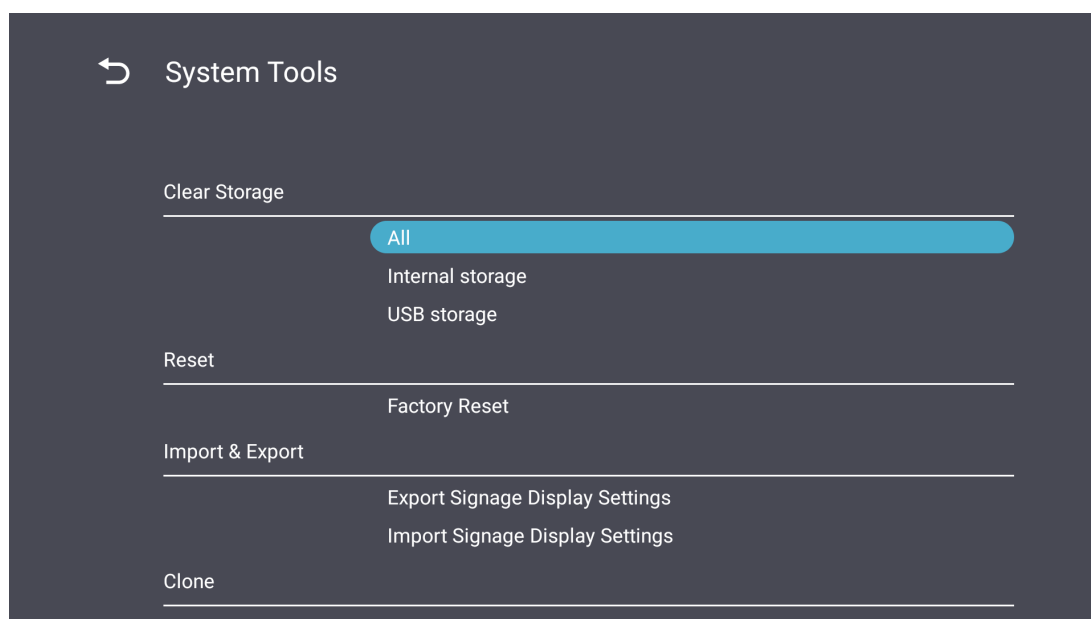 System Tools
Clear Storage
All
Internal storage
USB storage
Reset
Factory Reset
Import & Export
Export Signage Display Settings
Import Signage Display Settings
Clone